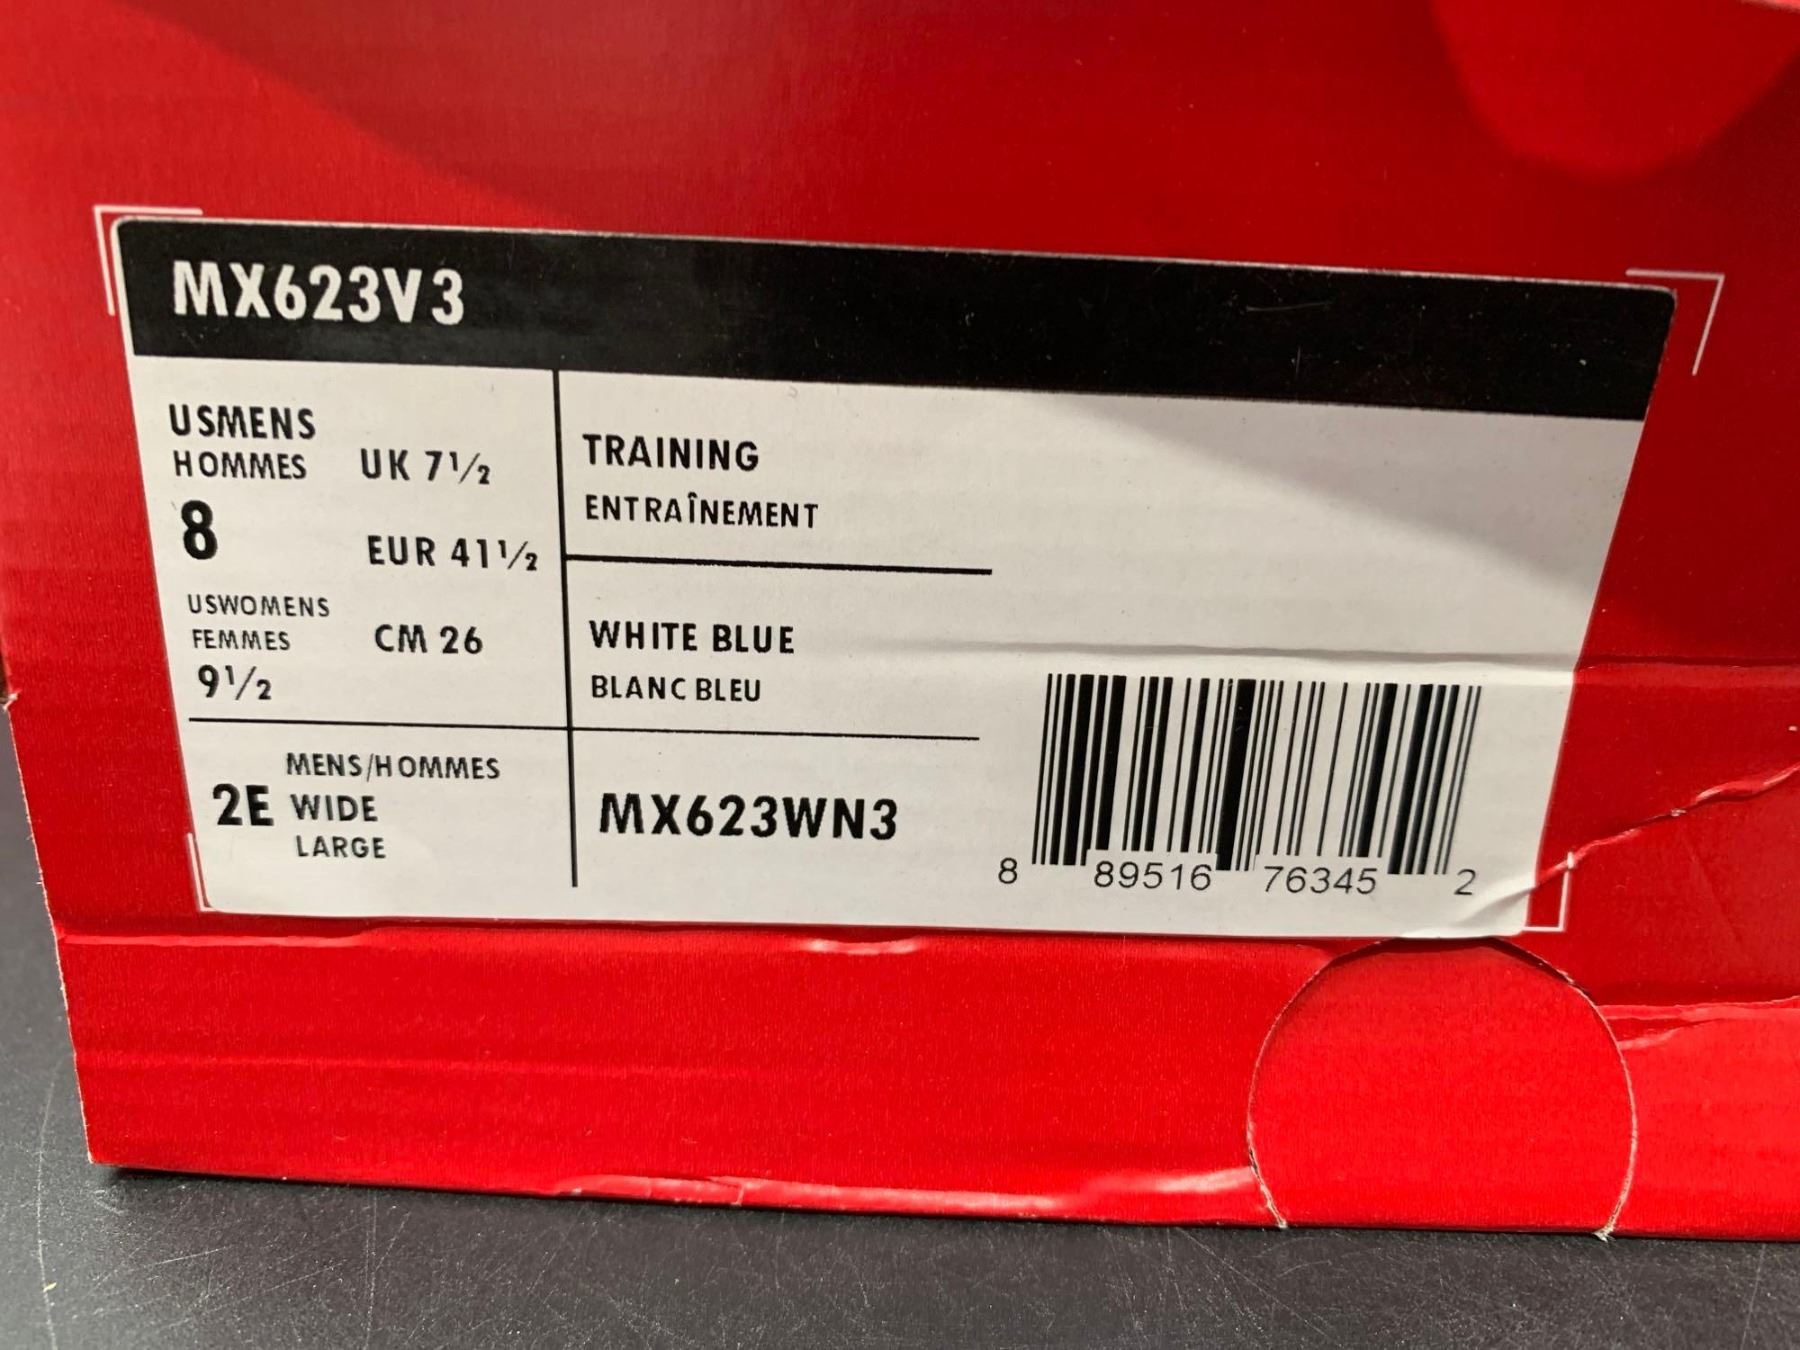 MX623V3
USMENS
HOMMES
8
UK 7½
EUR 41½
CM 26
USWOMENS
FEMMES
9½
2E
MENS/HOMMES
WIDE
LARGE
TRAINING
ENTRAÎNEMENT
WHITE BLUE
BLANC BLEU
MX623WN3
8 89516 76345 2